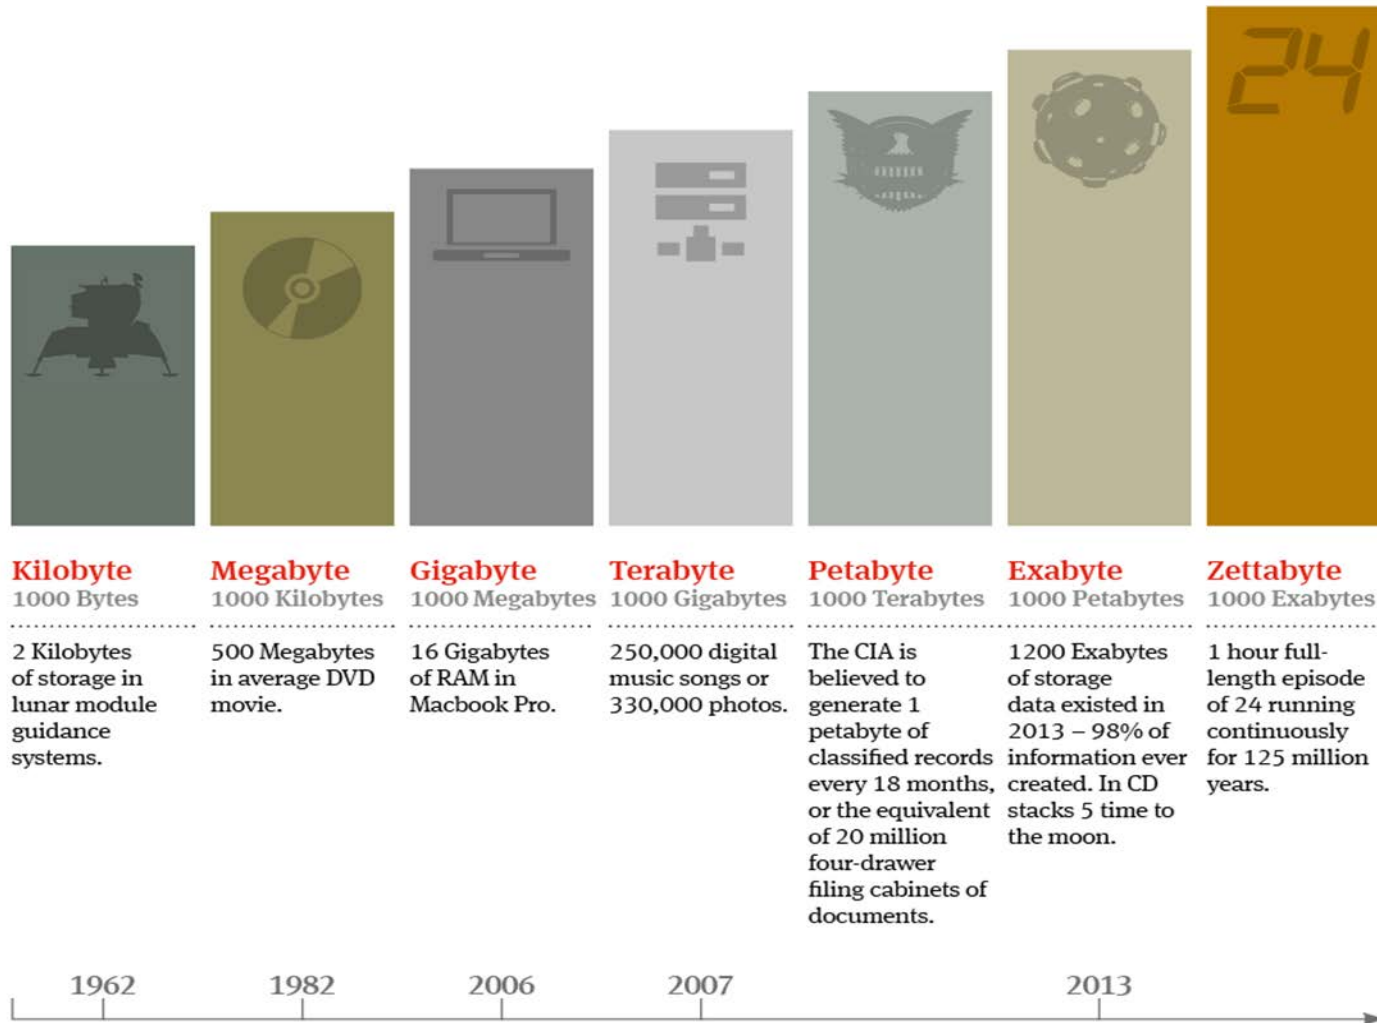 24
Kilobyte
1000 Bytes
2 Kilobytes
of storage in
lunar module
guidance
systems.
Megabyte
1000 Kilobytes
500 Megabytes
in average DVD
movie.
Gigabyte
1000 Megabytes
16 Gigabytes
of RAM in
Macbook Pro.
Terabyte
1000 Gigabytes
250,000 digital
music songs or
330,000 photos.
Petabyte
1000 Terabytes
The CIA is
believed to
generate 1
petabyte of
classified records
every 18 months,
or the equivalent
of 20 million
four-drawer
filing cabinets of
documents.
Exabyte
1000 Petabytes
1200 Exabytes
of storage
data existed in
2013 – 98% of
information ever
created. In CD
stacks 5 time to
the moon.
Zettabyte
1000 Exabytes
1 hour full-
length episode
of 24 running
continuously
for 125 million
years.
1962
1982
2006
2007
2013